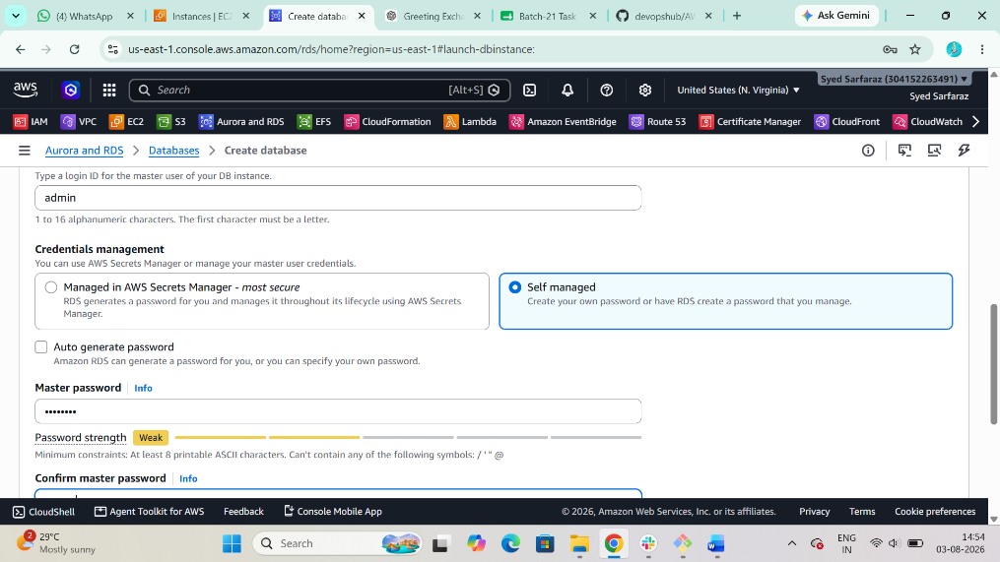 (4) WhatsApp
Instances | EC2
Create databa
Greeting Exch
Batch-21 Task
devopshub/AW
Ask Gemini
us-east-1.console.aws.amazon.com/rds/home?region=us-east-1#launch-dbinstance:
aws
Search
[Alt+S]
United States (N. Virginia) ▼
Syed Sarfaraz (304152263491) ▼
Syed Sarfaraz
IAM
VPC
EC2
S3
Aurora and RDS
EFS
CloudFormation
Lambda
Amazon EventBridge
Route 53
Certificate Manager
CloudFront
CloudWatch
Aurora and RDS > Databases > Create database
Type a login ID for the master user of your DB instance.
admin
1 to 16 alphanumeric characters. The first character must be a letter.
Credentials management
You can use AWS Secrets Manager or manage your master user credentials.
Managed in AWS Secrets Manager - most secure
RDS generates a password for you and manages it throughout its lifecycle using AWS Secrets
Manager.
Self managed
Create your own password or have RDS create a password that you manage.
Auto generate password
Amazon RDS can generate a password for you, or you can specify your own password.
Master password
Info
••••••••
Password strength
Weak
Minimum constraints: At least 8 printable ASCII characters. Can't contain any of the following symbols: / ' " @
Confirm master password
Info
CloudShell
Agent Toolkit for AWS
Feedback
Console Mobile App
© 2026, Amazon Web Services, Inc. or its affiliates.
Privacy
Terms
Cookie preferences
2
29°C
Mostly sunny
Search
ENG
IN
14:54
03-08-2026